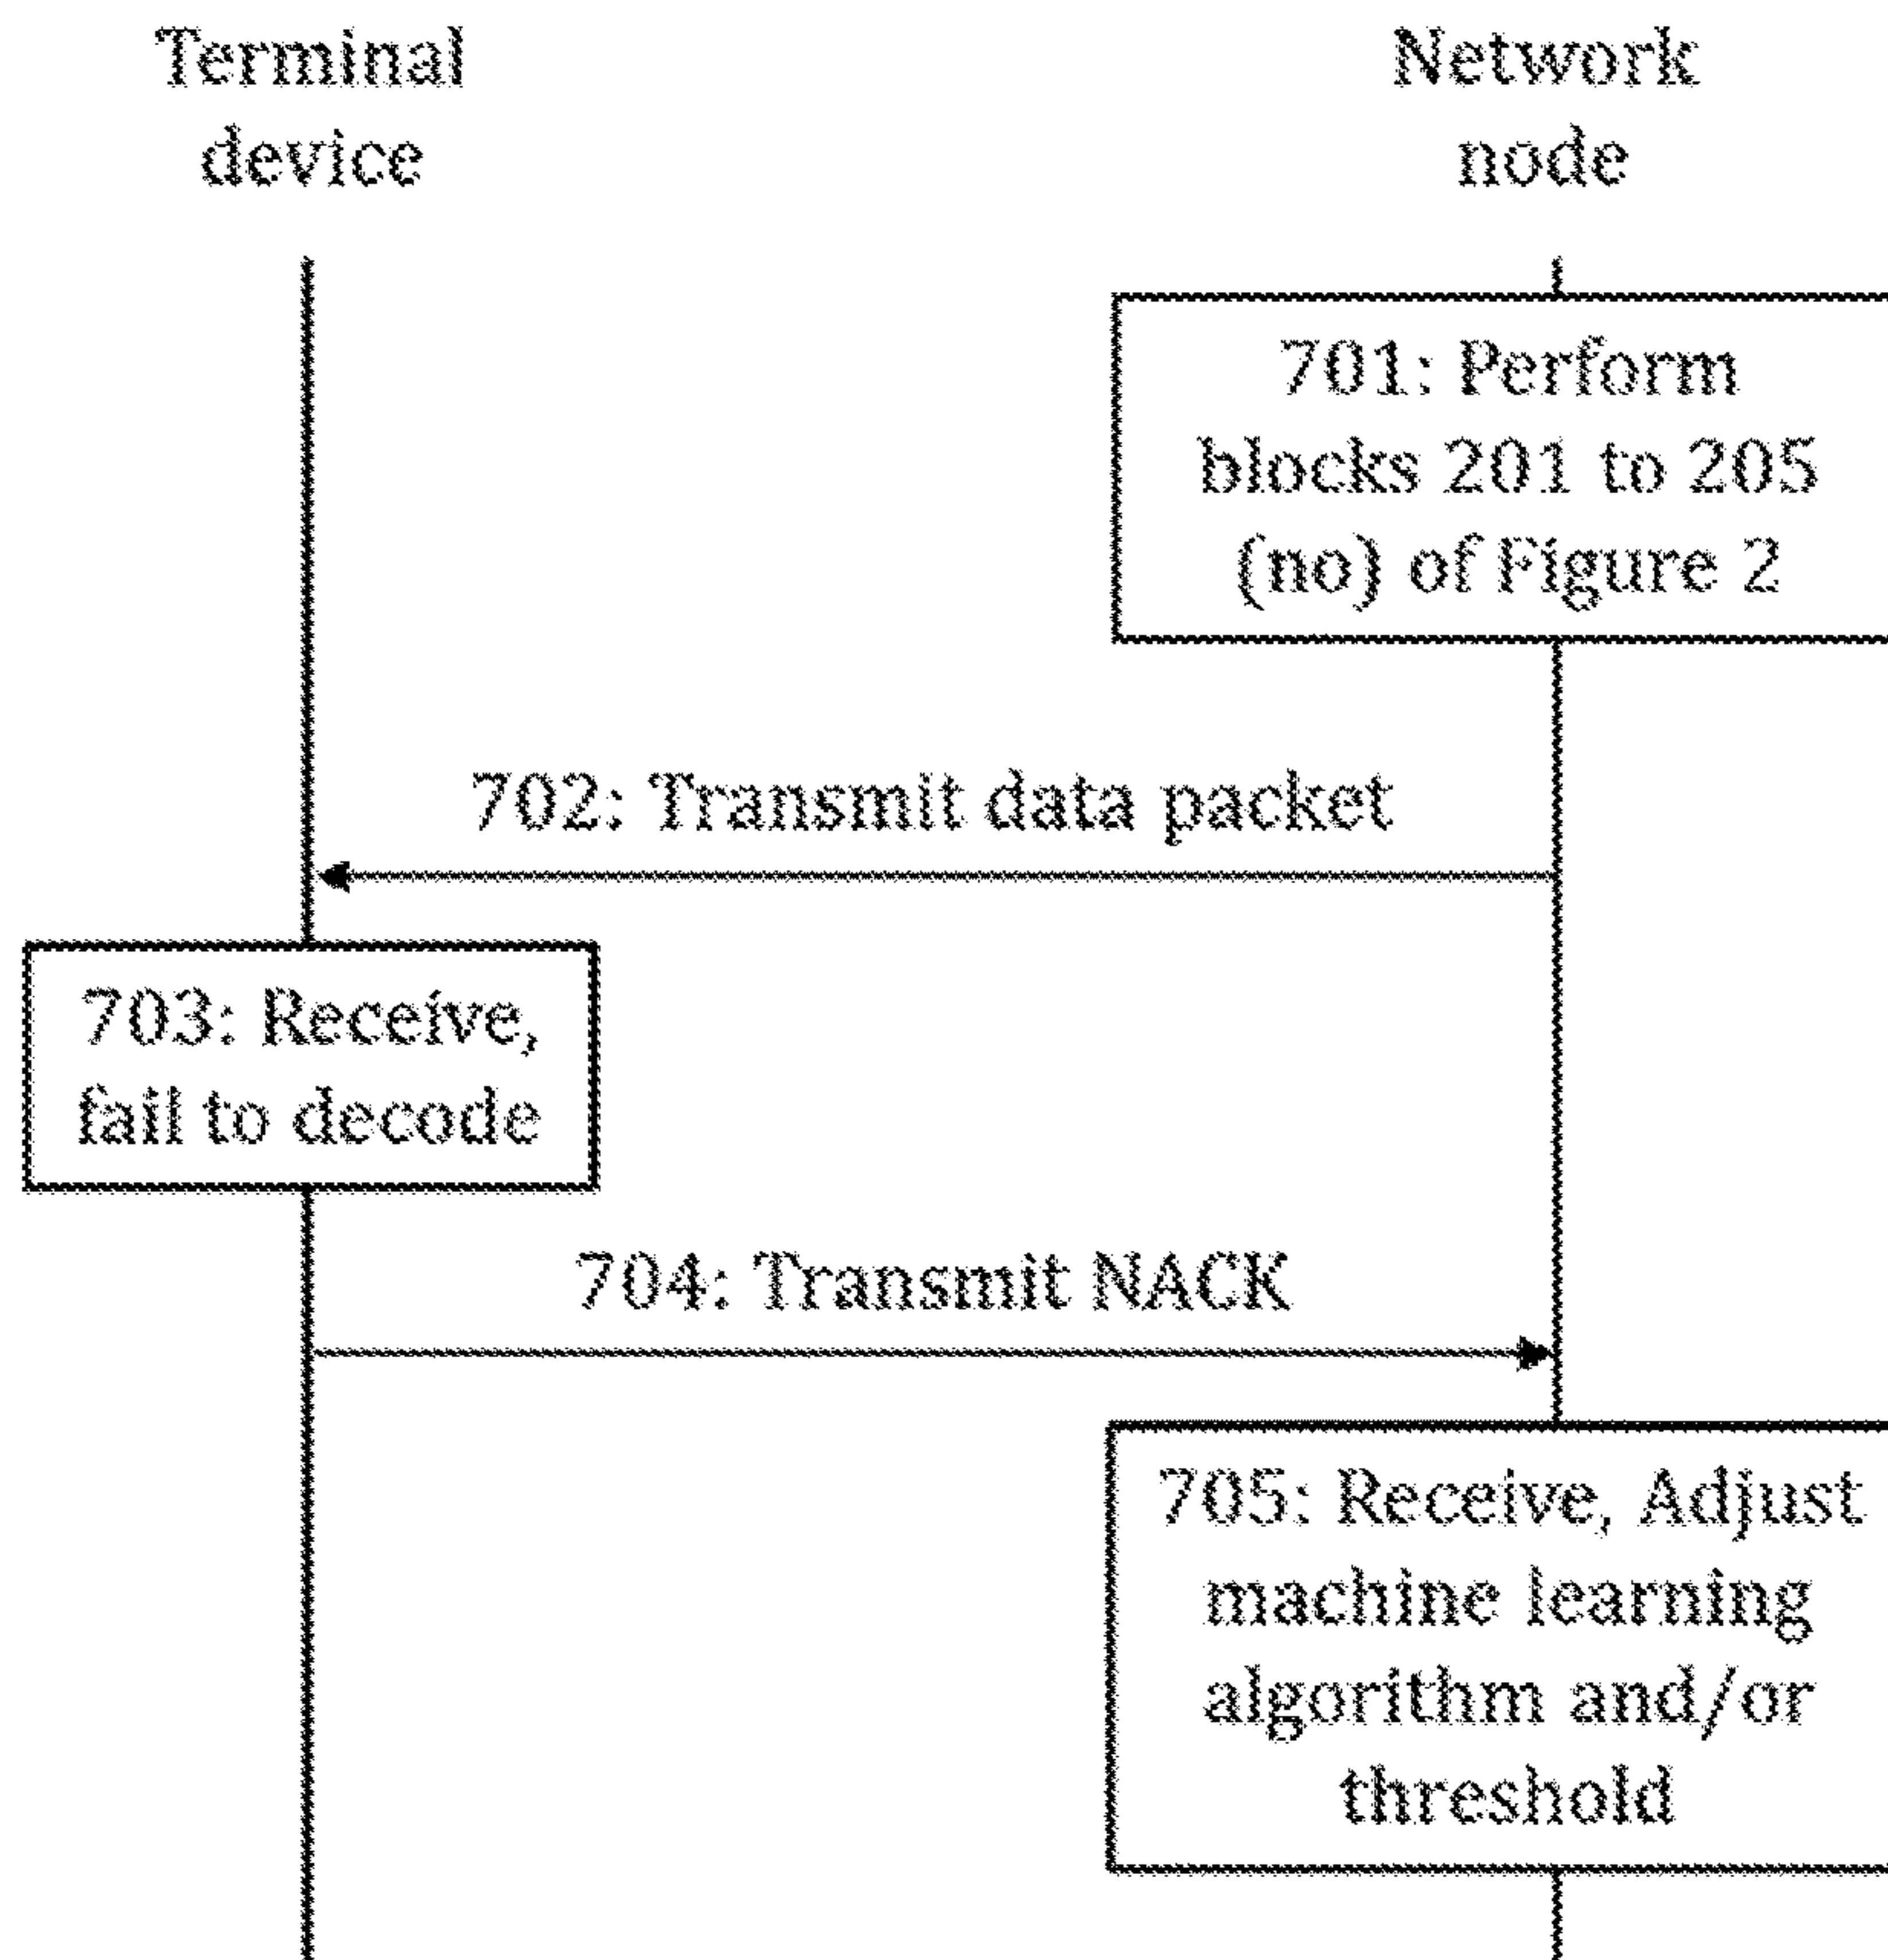 Terminal
device
Network
node
701: Perform
blocks 201 to 205
(no) of Figure 2
702: Transmit data packet
703: Receive,
fail to decode
704: Transmit NACK
705: Receive, Adjust
machine learning
algorithm and/or
threshold